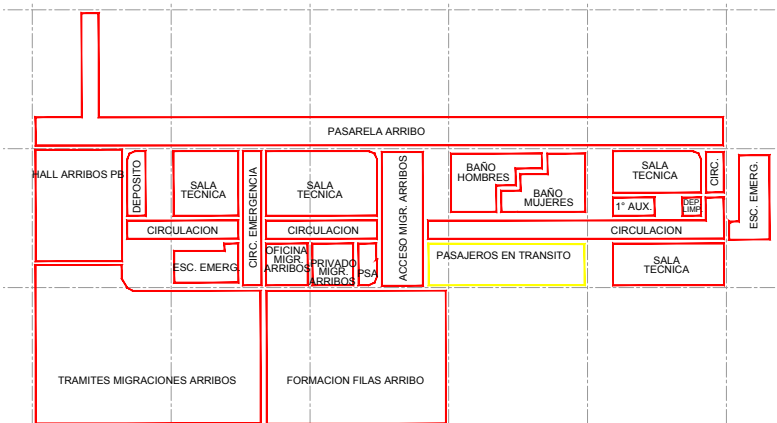 PASARELA ARRIBO
HALL ARRIBOS PB
DEPOSITO
SALA
TECNICA
CIRC. EMERGENCIA
SALA
TECNICA
ACCESO MIGR. ARRIBOS
BAÑO
HOMBRES
BAÑO
MUJERES
SALA
TECNICA
CIRC.
ESC. EMERG.
1° AUX.
DEP.
LIMP.
CIRCULACION
CIRCULACION
CIRCULACION
ESC. EMERG.
OFICINA
MIGR.
ARRIBOS
PRIVADO
MIGR.
ARRIBOS
PSA
PASAJEROS EN TRANSITO
SALA
TECNICA
TRAMITES MIGRACIONES ARRIBOS
FORMACION FILAS ARRIBO